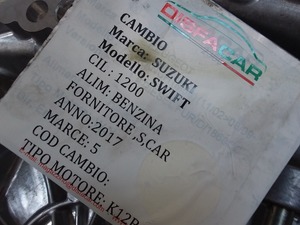 CAMBIO
Marca: SUZUKI
Modello: SWIFT
CIL.: 1200
ALIM: BENZINA
FORNITORE ,S.CAR
ANNO:2017
MARCE: 5
COD CAMBIO:
TIPO MOTORE: K12B